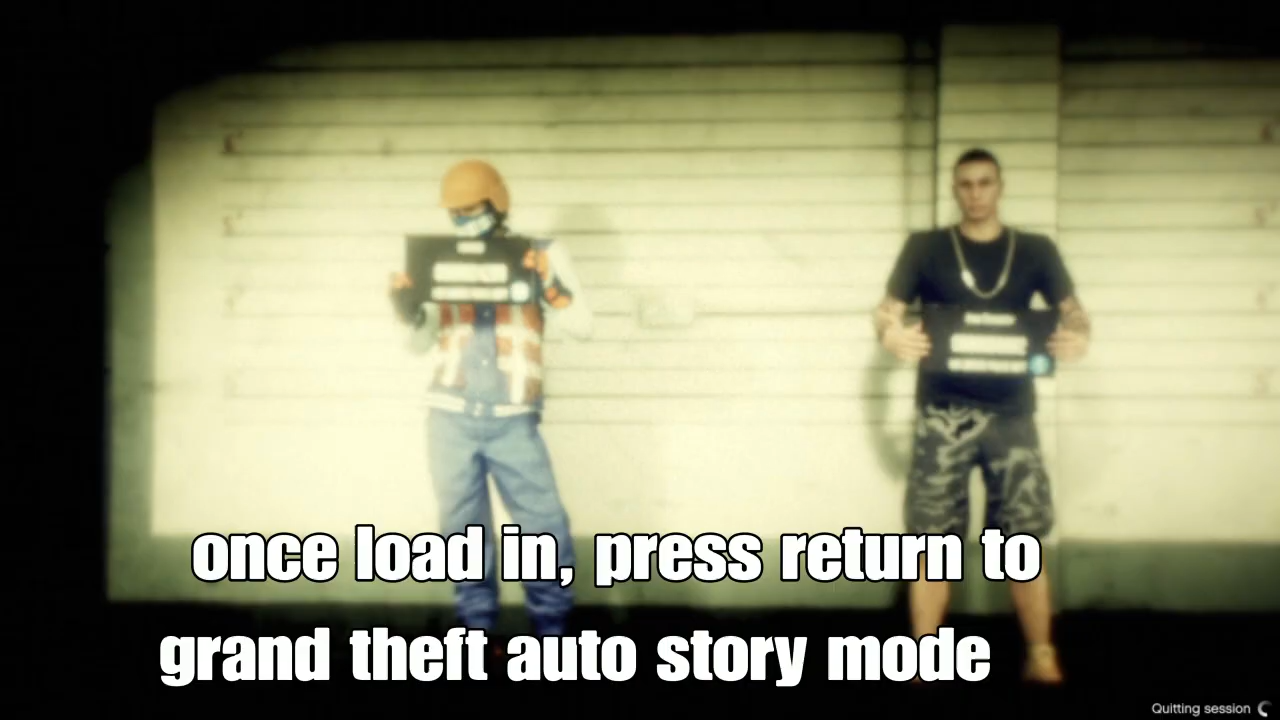 once load in, press return to
grand theft auto story mode
Quitting session